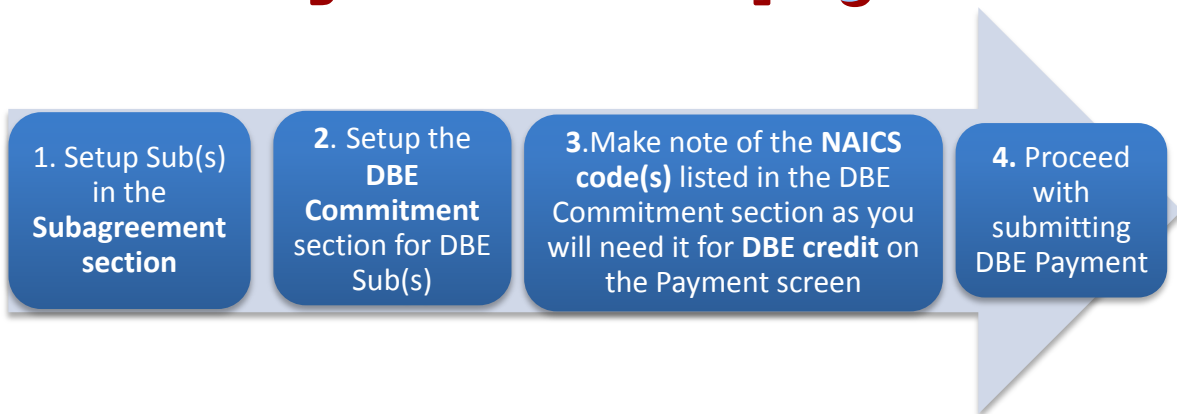 1. Setup Sub(s)
in the
Subagreement
section
2. Setup the
DBE
Commitment
section for DBE
Sub(s)
3.Make note of the NAICS
code(s) listed in the DBE
Commitment section as you
will need it for DBE credit on
the Payment screen
4. Proceed
with
submitting
DBE Payment